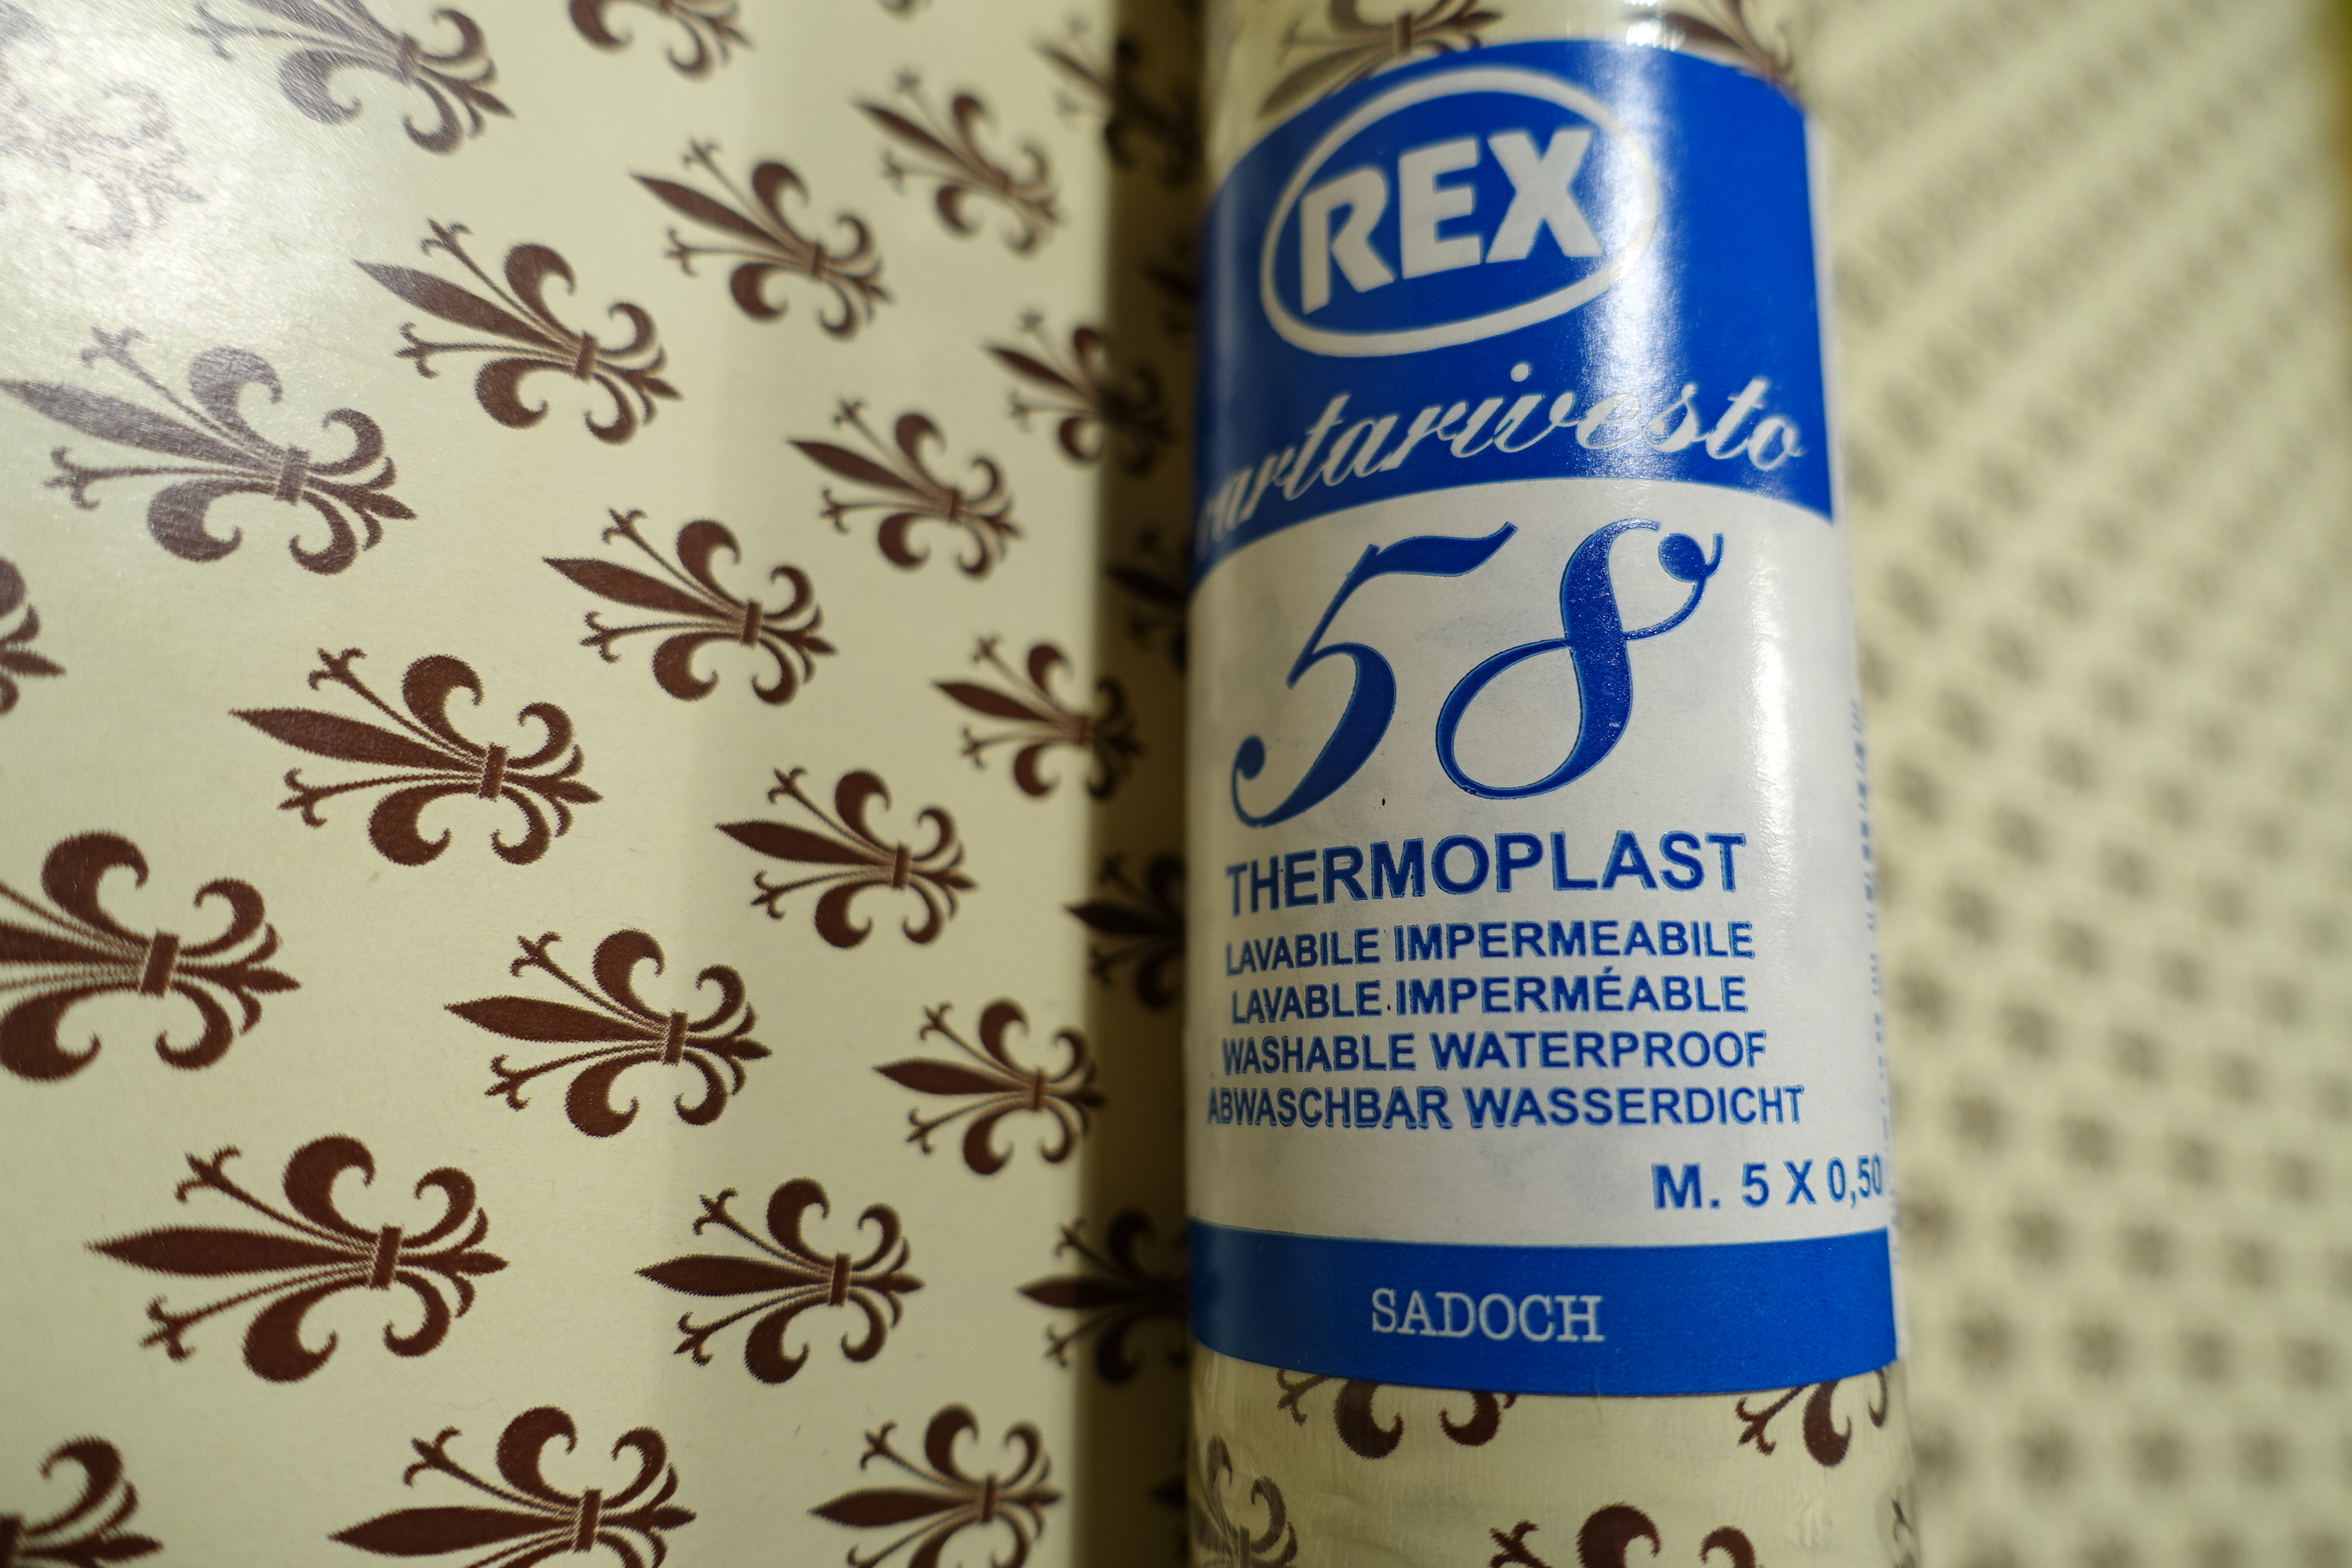 REX
cartarivesto
58
THERMOPLAST
LAVABILE IMPERMEABILE
LAVABLE IMPERMÉABLE
WASHABLE WATERPROOF
ABWASCHBAR WASSERDICHT
M. 5 X 0,50
SADOCH